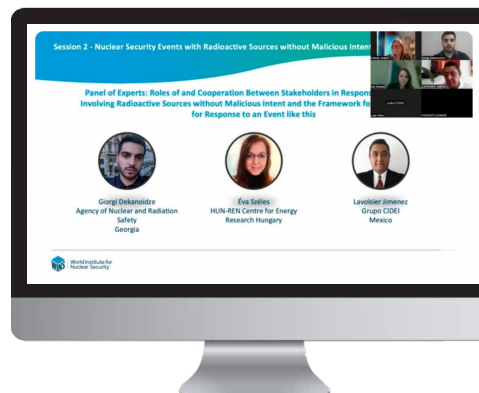 Session 2 - Nuclear Security Events with Radioactive Sources without Malicious Intent
Panel of Experts: Roles of and Cooperation Between Stakeholders in Respon
Involving Radioactive Sources without Malicious Intent and the Framework fo
for Response to an Event like this
Giorgi Dekanoidze
Agency of Nuclear and Radiation
Safety
Georgia
Éva Széles
HUN-REN Centre for Energy
Research Hungary
Lavoisier Jimenez
Grupo CIDEI
Mexico
WINS
World Institute for
Nuclear Security